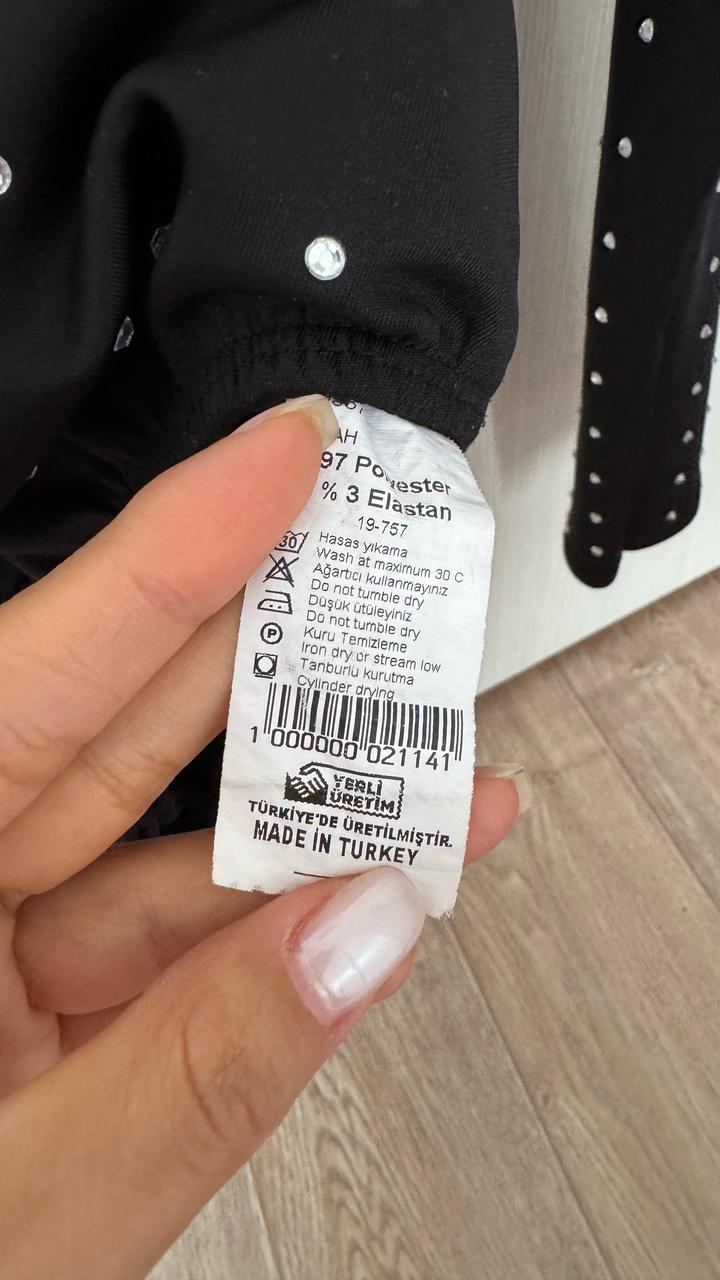 AH
97 Polyester
% 3 Elastan
19-757
30
Hasas yıkama
Wash at maximum 30 C
Ağartıcı kullanmayınız
Do not tumble dry
Düşük ütüleyiniz
Do not tumble dry
P
Kuru Temizleme
Iron dry or stream low
Tanburlu kurutma
Cylinder drying
1 000000 021141
YERLİ
ÜRETİM
TÜRKİYE'DE ÜRETİLMİŞTİR.
MADE İN TURKEY